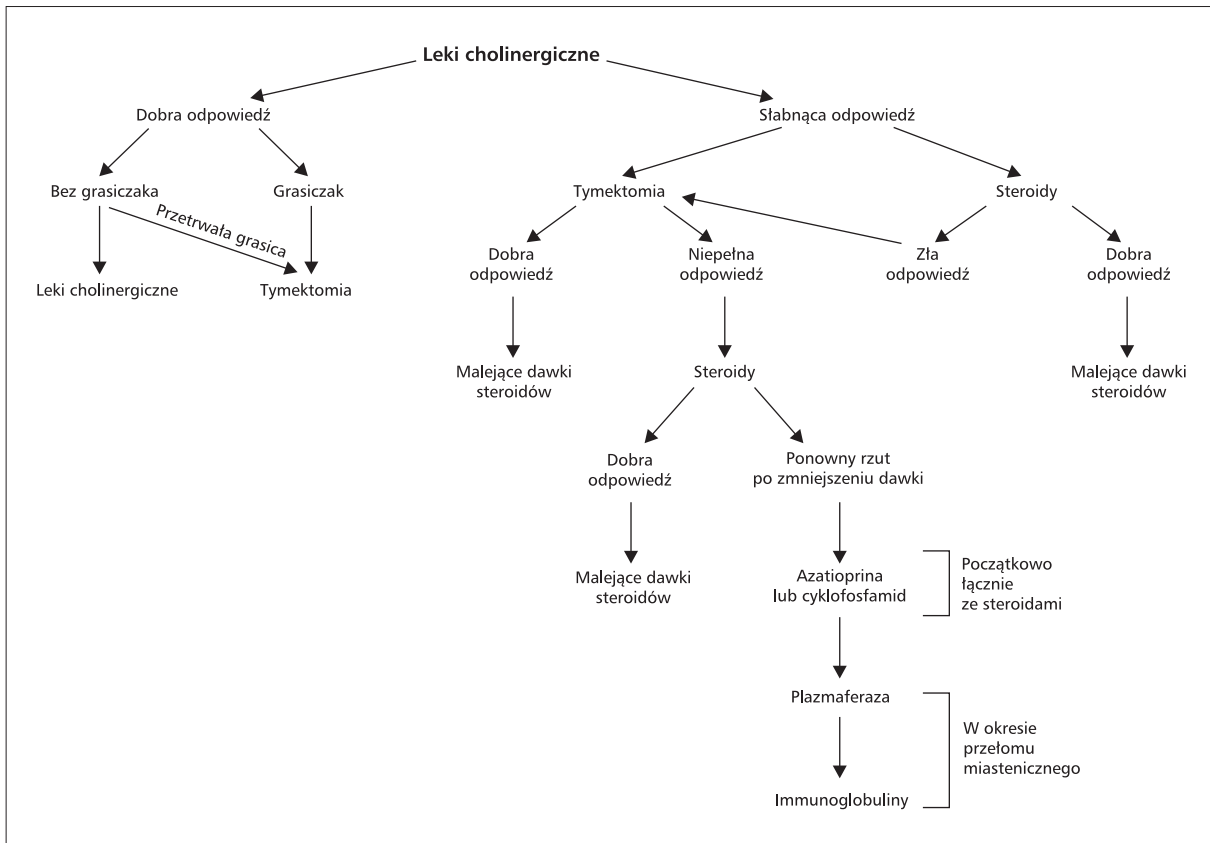 Leki cholinergiczne
Dobra odpowiedź
Słabnąca odpowiedź
Bez grasiczaka
Grasiczak
Tymektomia
Steroidy
Przetrwała grasica
Leki cholinergiczne
Tymektomia
Dobra
odpowiedź
Niepełna
odpowiedź
Zła
odpowiedź
Dobra
odpowiedź
Malejące dawki
steroidów
Steroidy
Malejące dawki
steroidów
Dobra
odpowiedź
Ponowny rzut
po zmniejszeniu dawki
Malejące dawki
steroidów
Azatioprina
lub cyklofosfamid
Początkowo
łącznie
ze steroidami
Plazmaferaza
W okresie
przełomu
miastenicznego
Immunoglobuliny